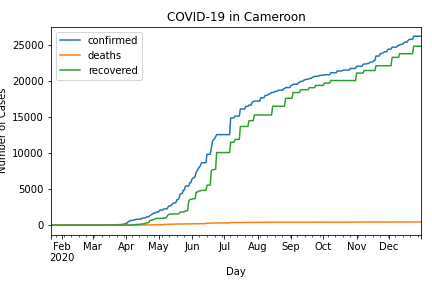 COVID-19 in Cameroon
confirmed
deaths
recovered
Number of Cases
25000
20000
15000
10000
5000
0
Feb Mar Apr May Jun Jul Aug Sep Oct Nov Dec
2020
Day